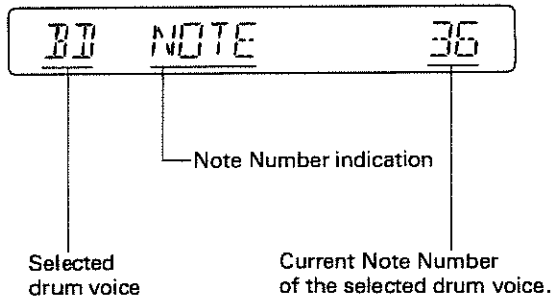 BD NOTE 36
Note Number indication
Selected
drum voice
Current Note Number
of the selected drum voice.